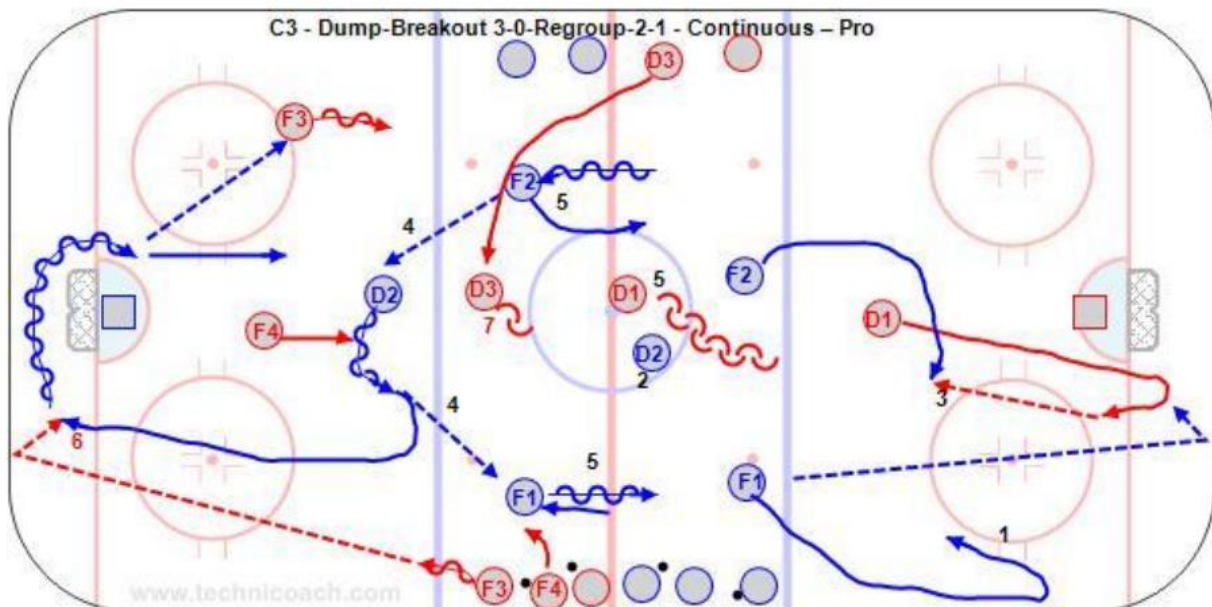 C3 - Dump-Breakout 3-0-Regroup-2-1 - Continuous – Pro
D3
F3
F2
5
4
F2
D2
D3
D1
5
D1
F4
7
D2
2
3
4
6
5
F1
F1
1
F3
F4
www.technicoach.com